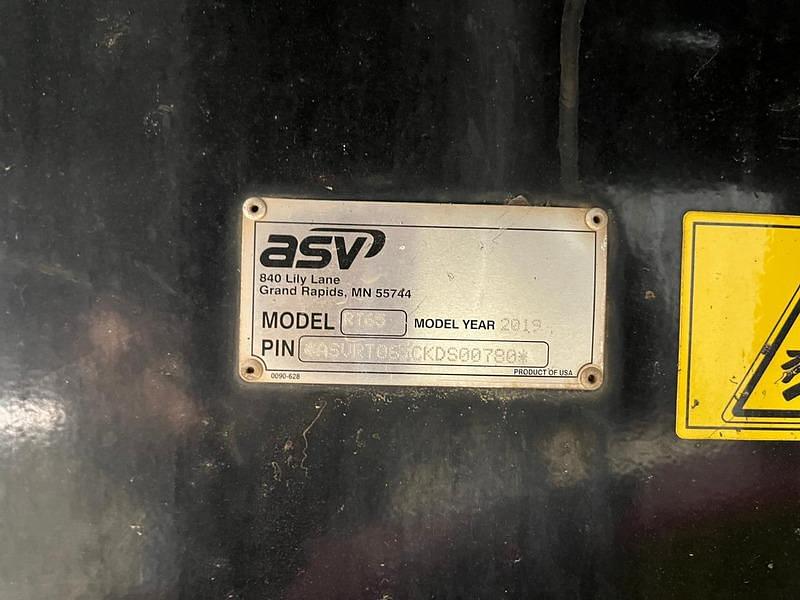 asv
840 Lily Lane
Grand Rapids, MN 55744
MODEL RT65 MODEL YEAR 2019
PIN *ASVRT065CKDS00780*
0090-628 PRODUCT OF USA